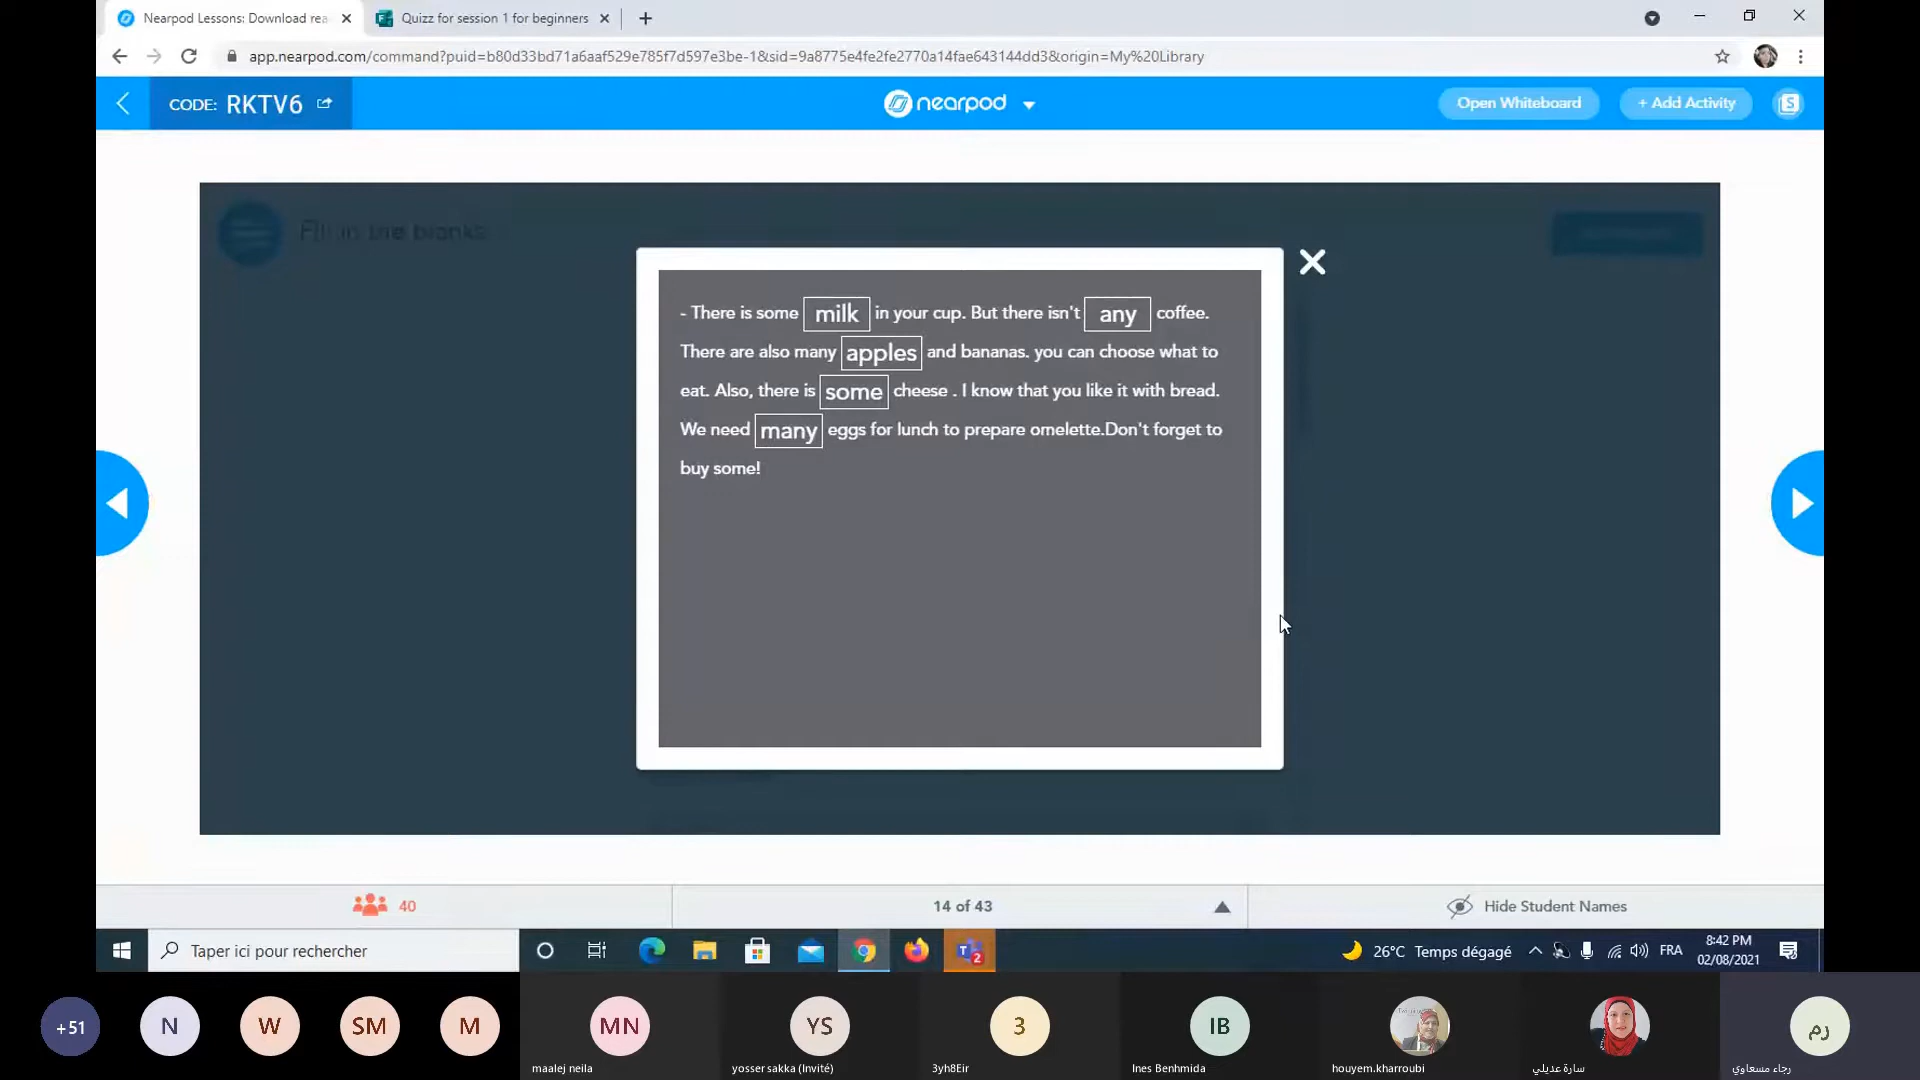 Nearpod Lessons: Download rea
Quizz for session 1 for beginners
app.nearpod.com/command?puid=b80d33bd71a6aaf529e785f7d597e3be-1&sid=9a8775e4fe2fe2770a14fae643144dd3&origin=My%20Library
CODE: RKTV6
nearpod
Open Whiteboard
+ Add Activity
S
Fill in the blanks
- There is some milk in your cup. But there isn't any coffee.
There are also many apples and bananas. you can choose what to
eat. Also, there is some cheese . I know that you like it with bread.
We need many eggs for lunch to prepare omelette.Don't forget to
buy some!
40
14 of 43
Hide Student Names
Taper ici pour rechercher
2
26°C Temps dégagé
FRA
8:42 PM
02/08/2021
+51
N
W
SM
M
MN
YS
3
IB
رم
maalej neila
yosser sakka (Invité)
3yh8Eir
Ines Benhmida
houyem.kharroubi
سارة عديلي
رجاء مسعاوي